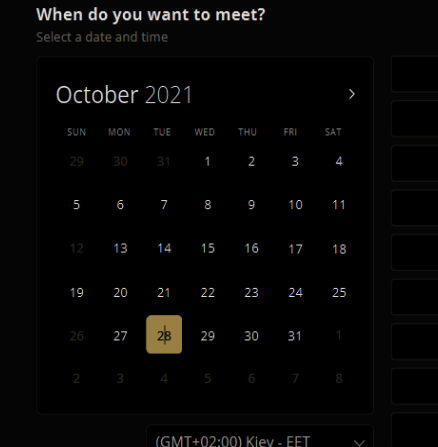 When do you want to meet?
Select a date and time
October 2021
SUN MON TUE WED THU FRI SAT
29 30 31 1 2 3 4
5 6 7 8 9 10 11
12 13 14 15 16 17 18
19 20 21 22 23 24 25
26 27 28 29 30 31 1
2 3 4 5 6 7 8
(GMT+02:00) Kiev - EET